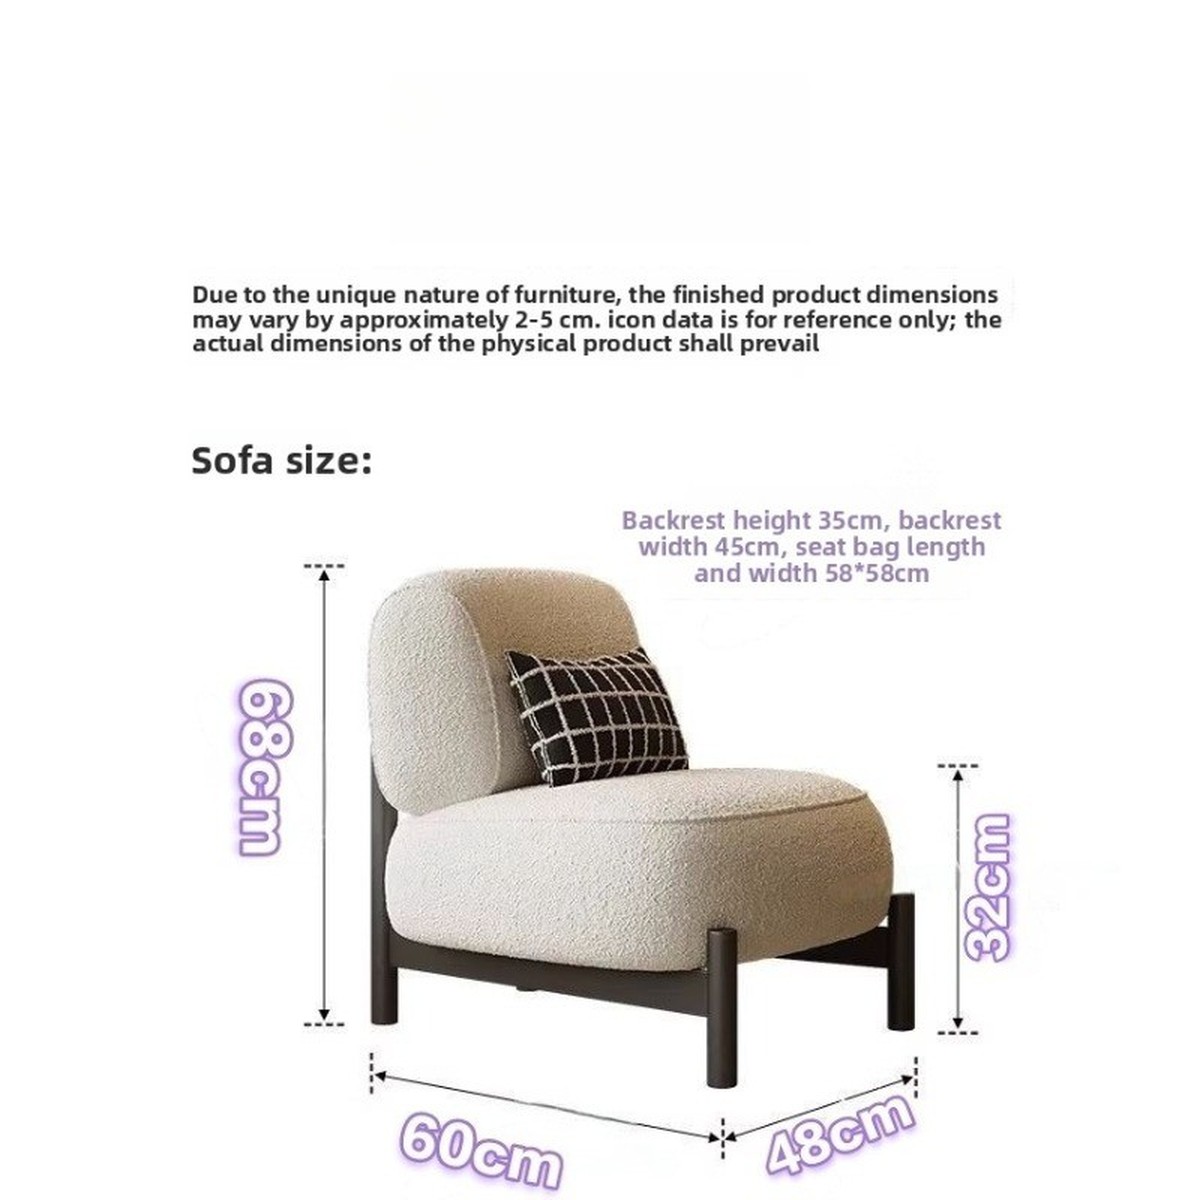 Due to the unique nature of furniture, the finished product dimensions
may vary by approximately 2-5 cm. icon data is for reference only; the
actual dimensions of the physical product shall prevail
Sofa size:
Backrest height 35cm, backrest
width 45cm, seat bag length
and width 58*58cm
68cm
32cm
60cm
48cm